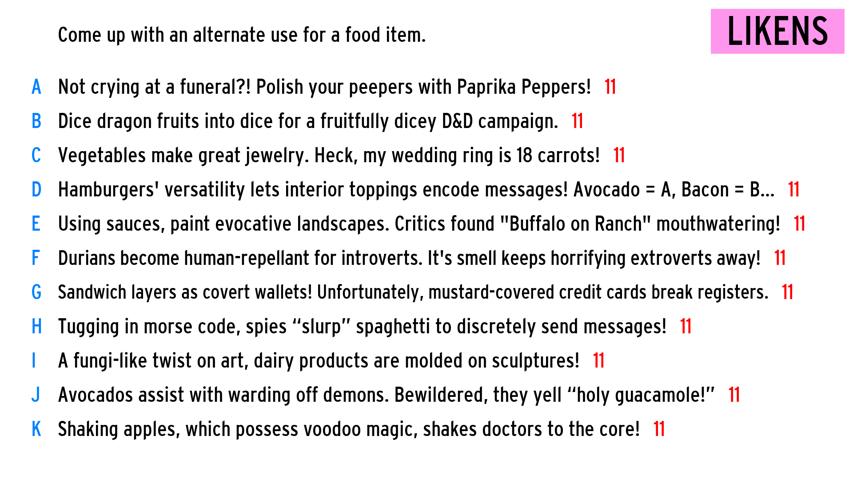 Come up with an alternate use for a food item.
LIKENS
A Not crying at a funeral?! Polish your peepers with Paprika Peppers! 11
B Dice dragon fruits into dice for a fruitfully dicey D&D campaign. 11
C Vegetables make great jewelry. Heck, my wedding ring is 18 carrots! 11
D Hamburgers' versatility lets interior toppings encode messages! Avocado = A, Bacon = B... 11
E Using sauces, paint evocative landscapes. Critics found "Buffalo on Ranch" mouthwatering! 11
F Durians become human-repellant for introverts. It's smell keeps horrifying extroverts away! 11
G Sandwich layers as covert wallets! Unfortunately, mustard-covered credit cards break registers. 11
H Tugging in morse code, spies “slurp” spaghetti to discretely send messages! 11
I A fungi-like twist on art, dairy products are molded on sculptures! 11
J Avocados assist with warding off demons. Bewildered, they yell “holy guacamole!” 11
K Shaking apples, which possess voodoo magic, shakes doctors to the core! 11